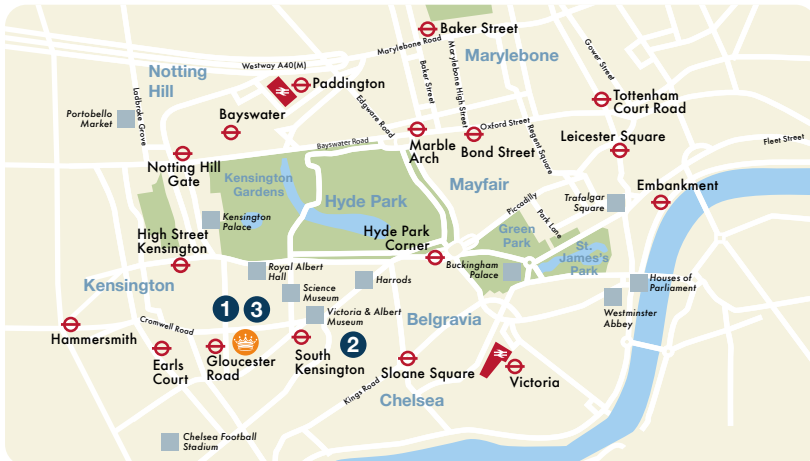 Baker Street
Marylebone Road
Marylebone
Gower Street
Westway A40(M)
Notting
Hill
Paddington
Baker Street
Marylebone High Street
Tottenham
Court Road
Ladbroke Grove
Edgware Road
Portobello
Market
Bayswater
Oxford Street
Regent Square
Leicester Square
Fleet Street
Bayswater Road
Marble
Arch
Bond Street
Notting Hill
Gate
Kensington
Gardens
Mayfair
Embankment
Hyde Park
Piccadilly
Trafalgar
Square
Kensington
Palace
Park Lane
High Street
Kensington
Hyde Park
Corner
Green
Park
St.
James's
Park
Buckingham
Palace
Royal Albert
Hall
Harrods
Houses of
Parliament
Kensington
Science
Museum
1
3
Victoria & Albert
Museum
Belgravia
Westminster
Abbey
Cromwell Road
Hammersmith
2
Earls
Court
Gloucester
Road
South
Kensington
Sloane Square
Victoria
Kings Road
Chelsea
Chelsea Football
Stadium